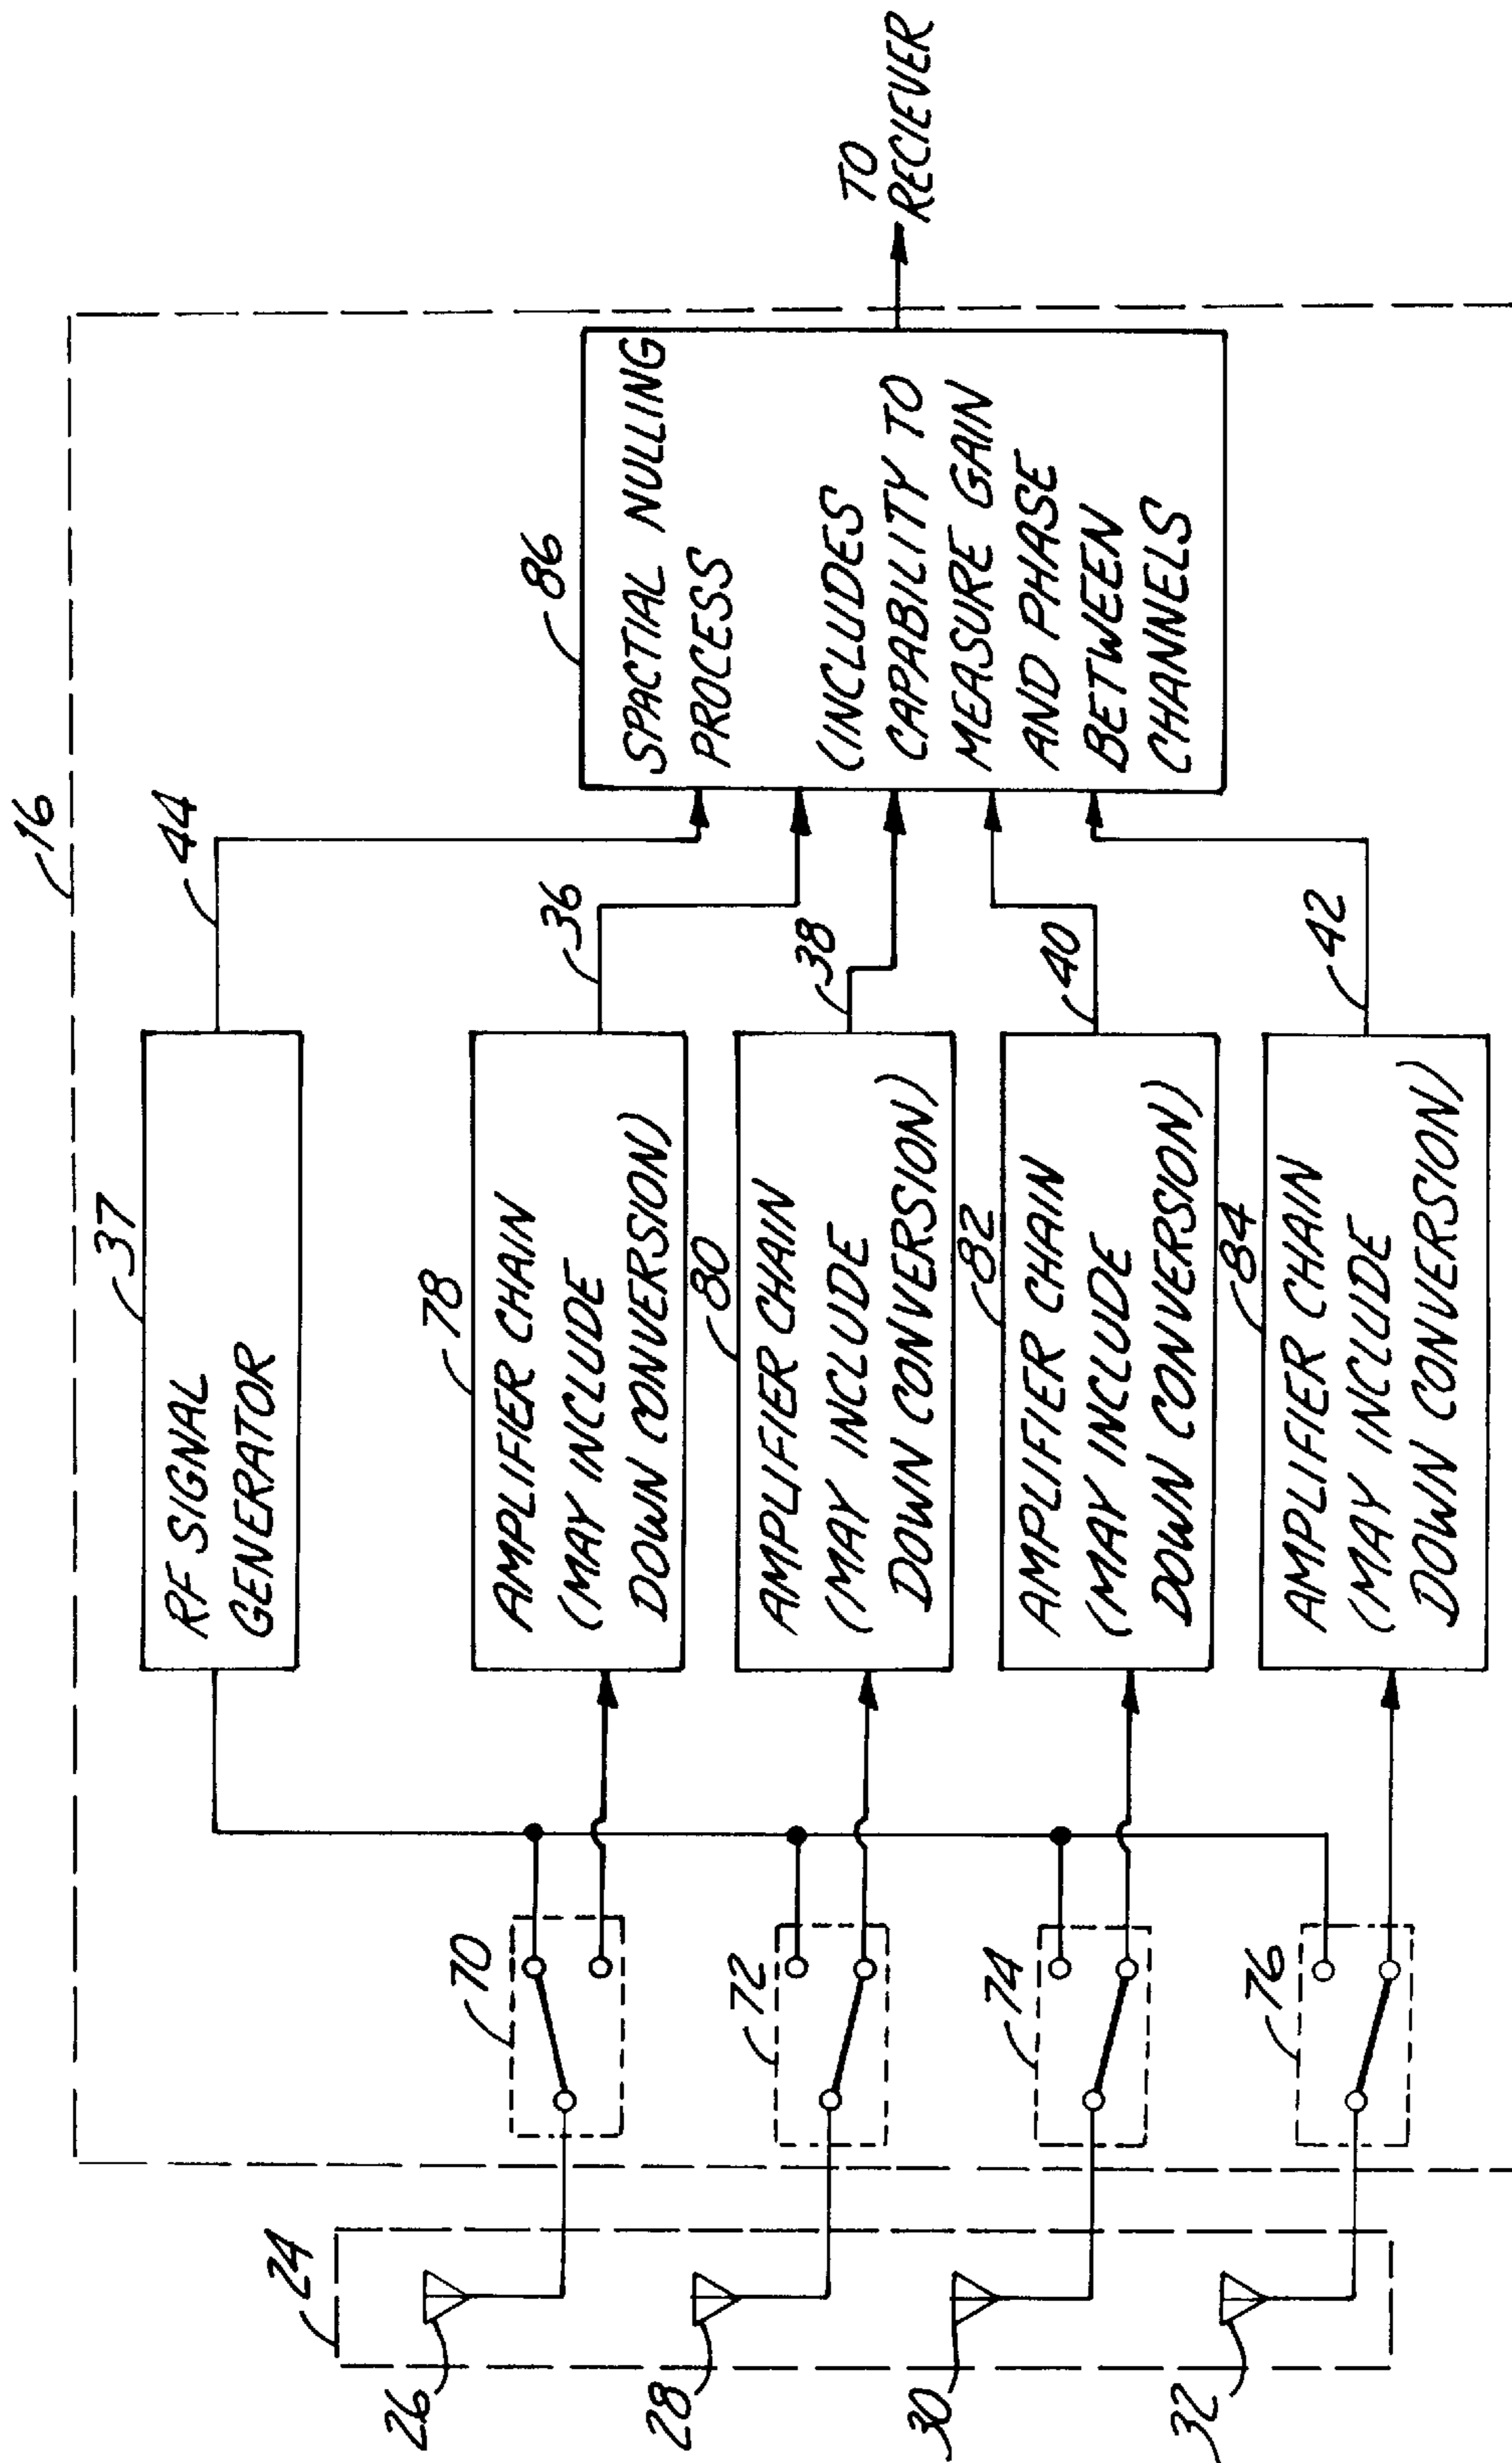 16
37
44
RF SIGNAL
GENERATOR
78
36
AMPLIFIER CHAIN
(MAY INCLUDE
DOWN CONVERSION)
86
SPACTIAL NULLING
PROCESS
(INCLUDES
CAPABILITY TO
MEASURE GAIN
AND PHASE
BETWEEN
CHANNELS
TO
RECIEVER
24
26
70
80
38
AMPLIFIER CHAIN
(MAY INCLUDE
DOWN CONVERSION)
28
72
82
40
AMPLIFIER CHAIN
(MAY INCLUDE
DOWN CONVERSION)
30
74
84
42
AMPLIFIER CHAIN
(MAY INCLUDE
DOWN CONVERSION)
32
76